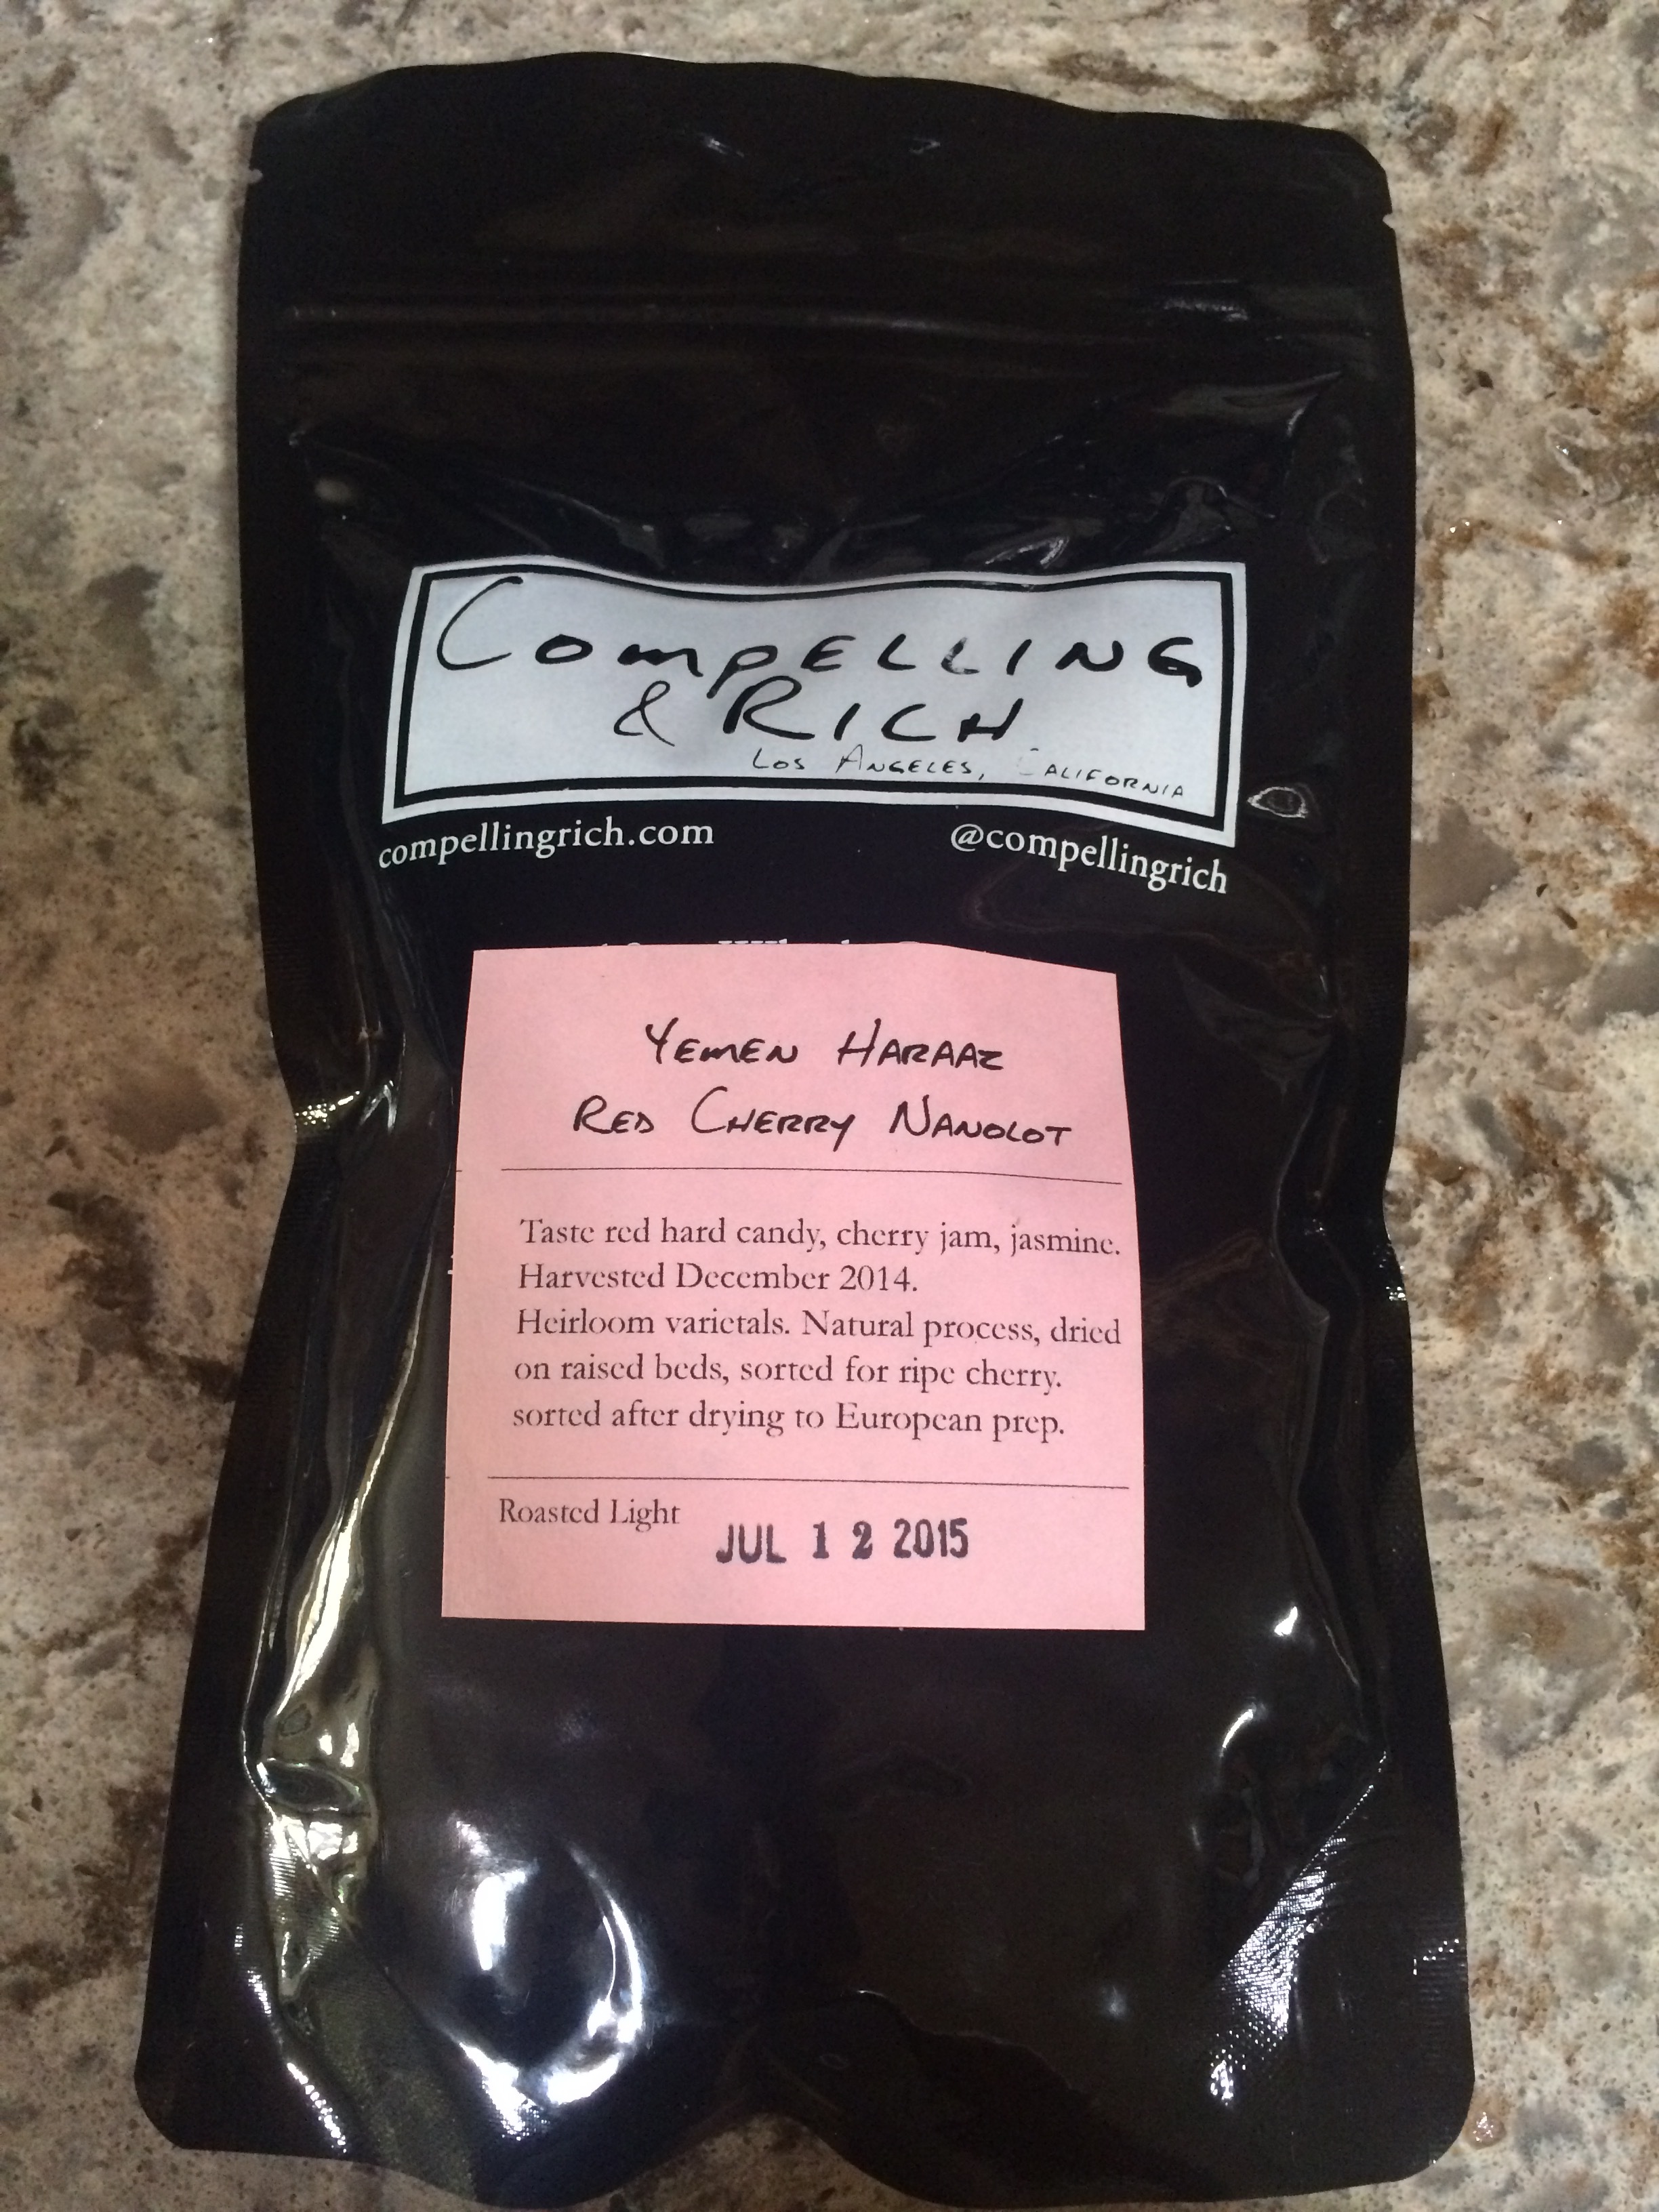 COMPELLING
& RICH
LOS ANGELES, CALIFORNIA
compellingrich.com
@compellingrich
YEMEN HARAAZ
RED CHERRY NANOLOT
Taste red hard candy, cherry jam, jasmine.
Harvested December 2014.
Heirloom varietals. Natural process, dried
on raised beds, sorted for ripe cherry.
sorted after drying to European prep.
Roasted Light
JUL 12 2015